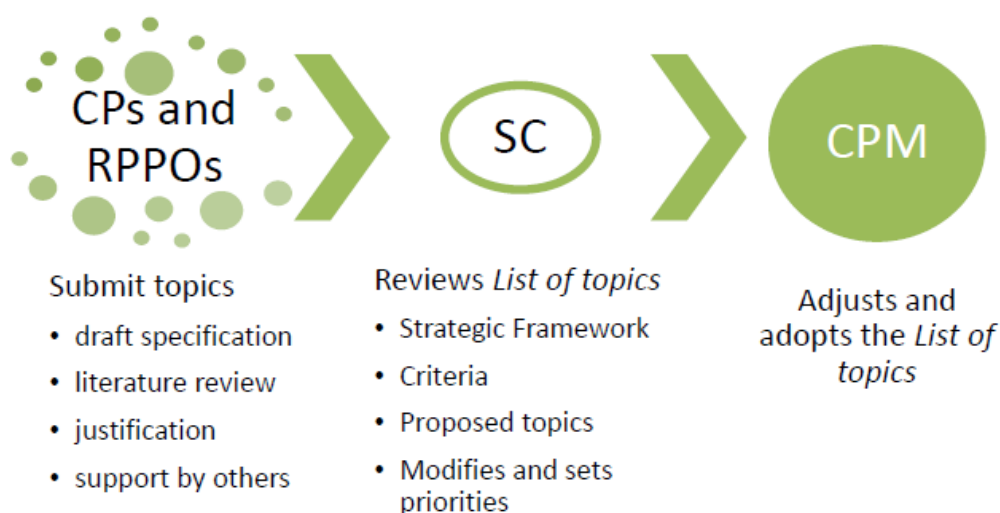 CPs and
RPPOs
SC
CPM
Submit topics
• draft specification
• literature review
• justification
• support by others
Reviews List of topics
• Strategic Framework
• Criteria
• Proposed topics
• Modifies and sets
priorities
Adjusts and
adopts the List of
topics